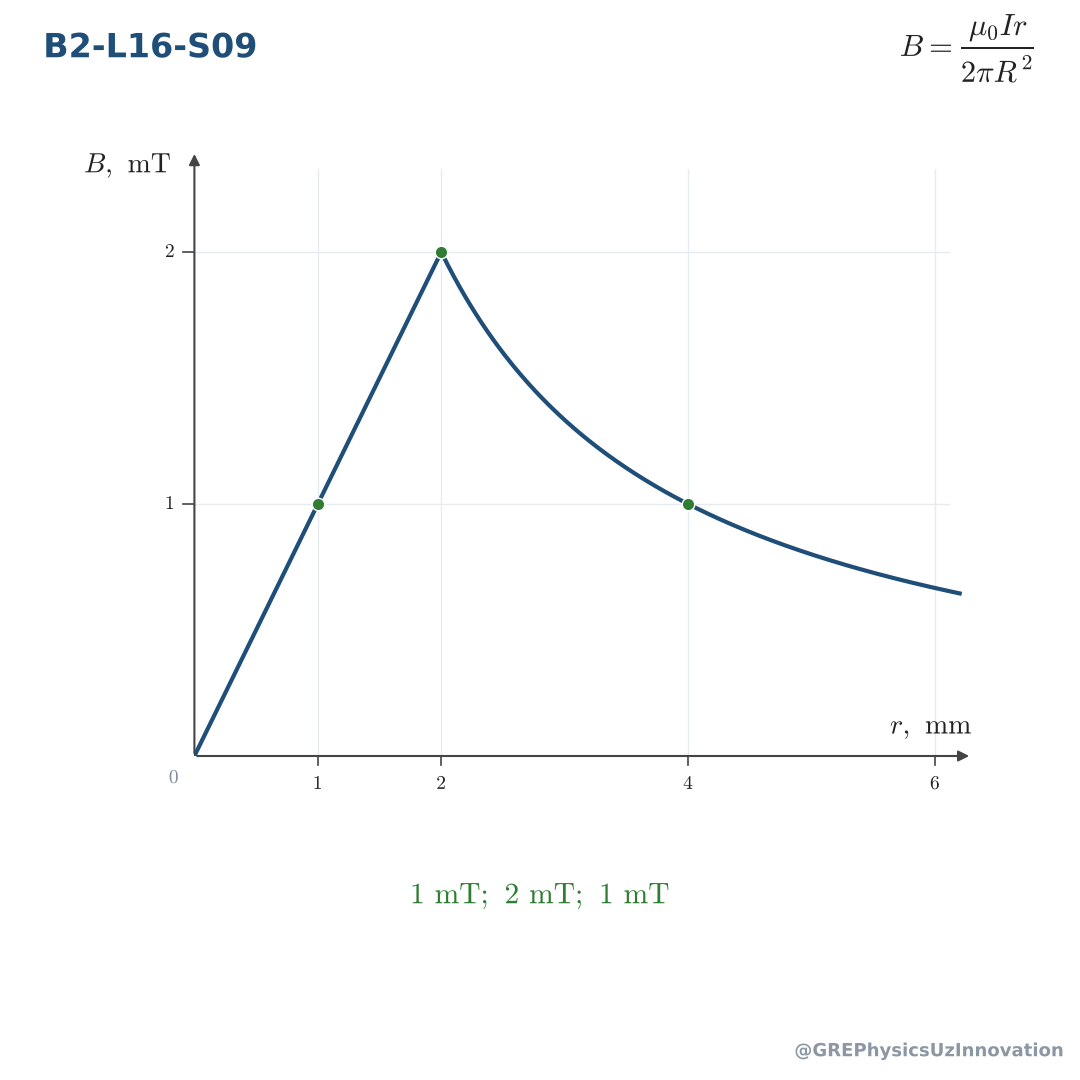 B2-L16-S09
B = μ₀Ir / 2πR²
B, mT
2
1
r, mm
0
1 2 4 6
1 mT; 2 mT; 1 mT
@GREPhysicsUzInnovation